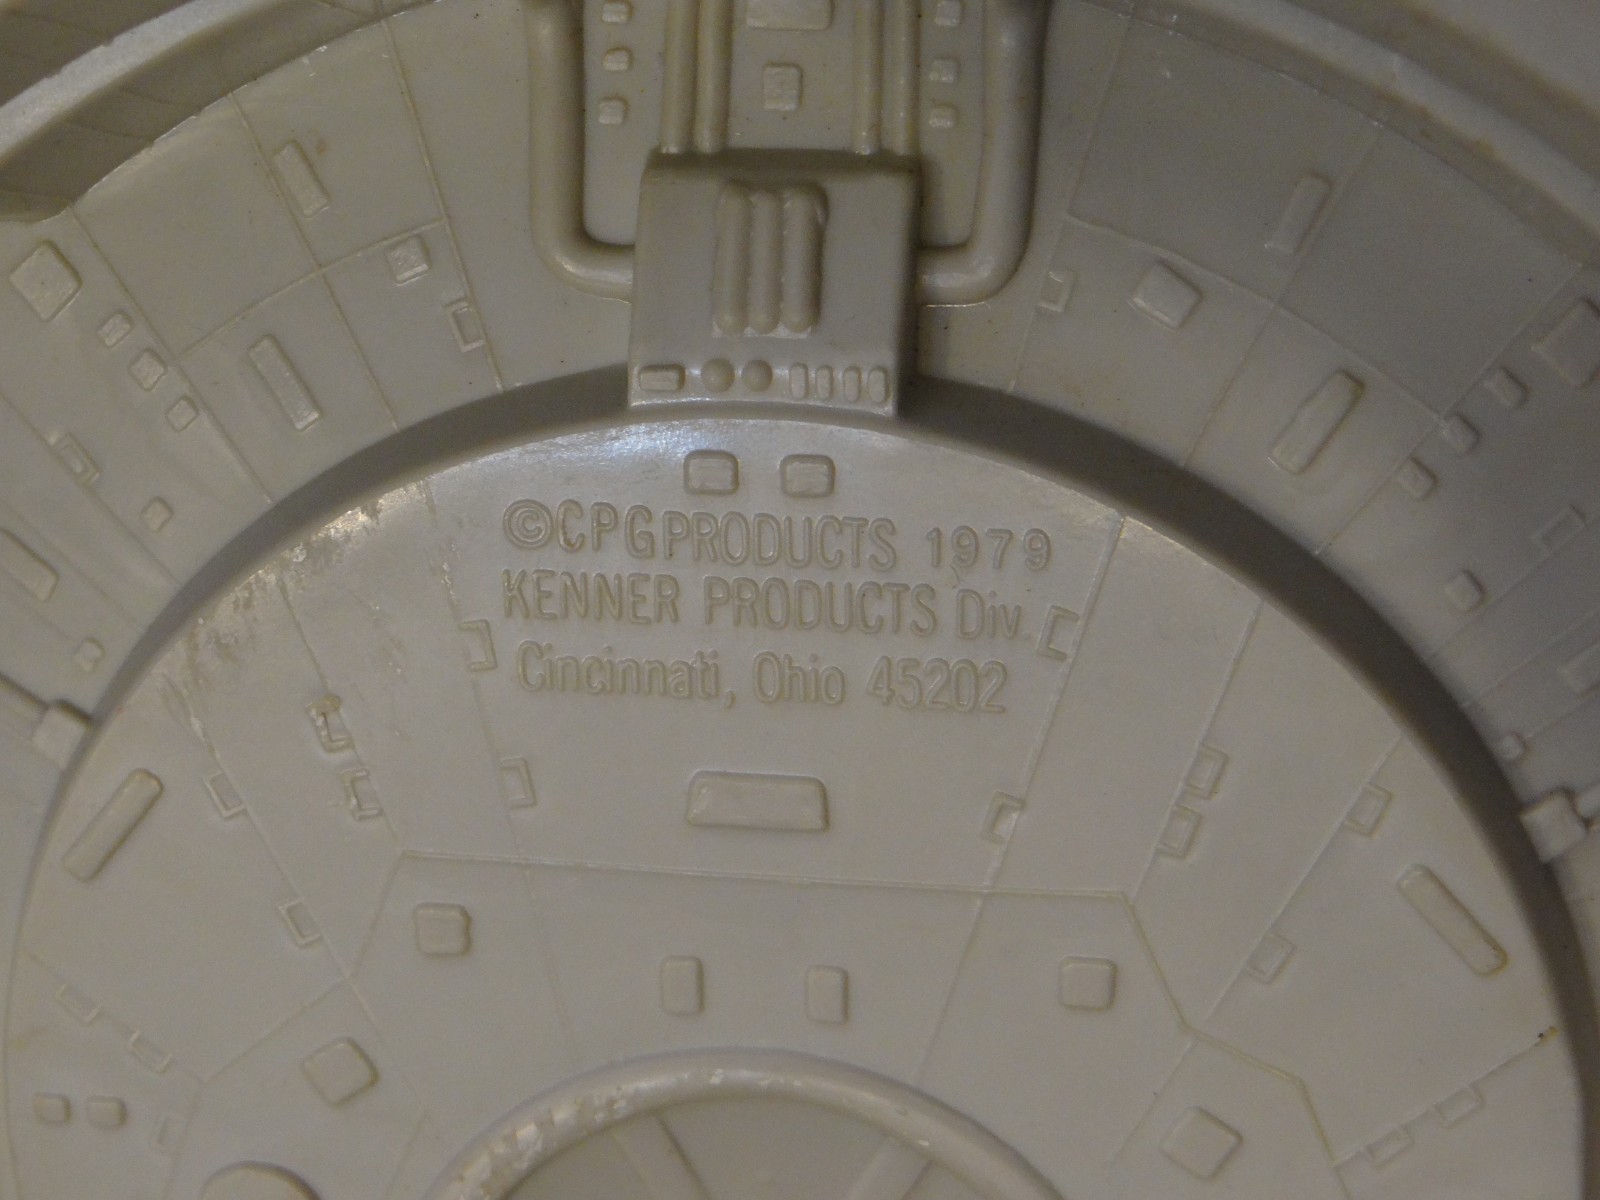 ©CPG PRODUCTS 1979
KENNER PRODUCTS Div.
Cincinnati, Ohio 45202